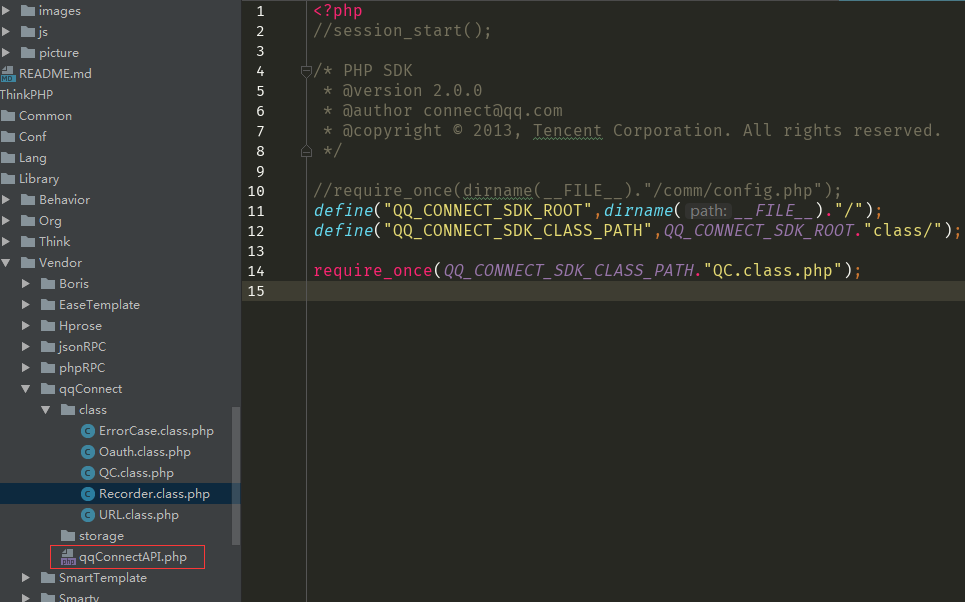 images
js
picture
README.md
ThinkPHP
Common
Conf
Lang
Library
Behavior
Org
Think
Vendor
Boris
EaseTemplate
Hprose
jsonRPC
phpRPC
qqConnect
class
ErrorCase.class.php
Oauth.class.php
QC.class.php
Recorder.class.php
URL.class.php
storage
qqConnectAPI.php
SmartTemplate
Smarty
1 <?php
2 //session_start();
3
4 /* PHP SDK
5  * @version 2.0.0
6  * @author connect@qq.com
7  * @copyright © 2013, Tencent Corporation. All rights reserved.
8  */
9
10 //require_once(dirname(__FILE__)."/comm/config.php");
11 define("QQ_CONNECT_SDK_ROOT",dirname( path: __FILE__)."/");
12 define("QQ_CONNECT_SDK_CLASS_PATH",QQ_CONNECT_SDK_ROOT."class/");
13
14 require_once(QQ_CONNECT_SDK_CLASS_PATH."QC.class.php");
15